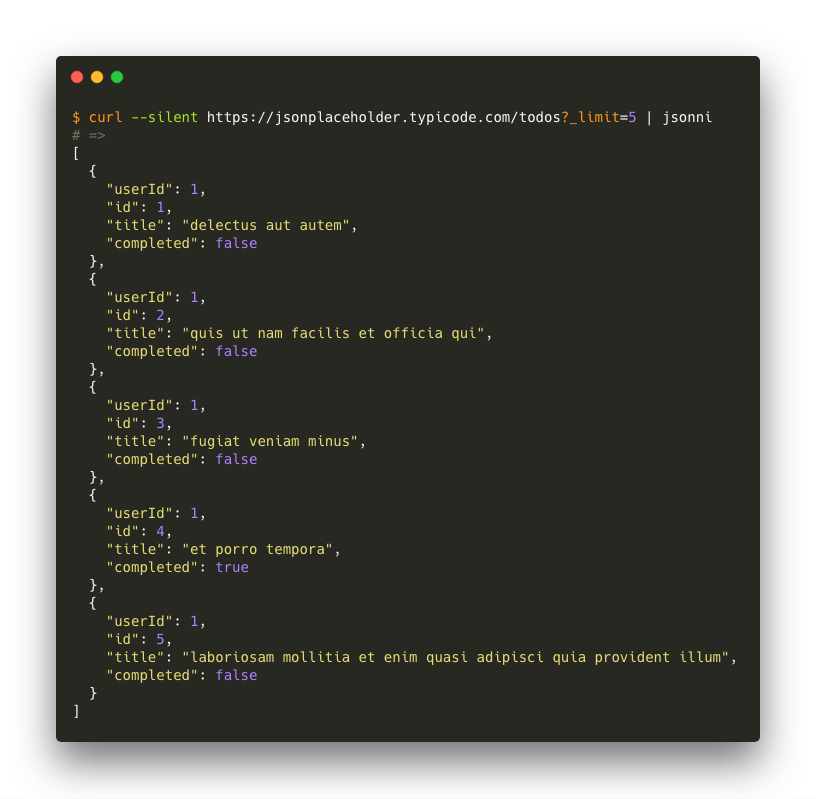 $ curl --silent https://jsonplaceholder.typicode.com/todos?_limit=5 | jsonni
# =>
[
  {
    "userId": 1,
    "id": 1,
    "title": "delectus aut autem",
    "completed": false
  },
  {
    "userId": 1,
    "id": 2,
    "title": "quis ut nam facilis et officia qui",
    "completed": false
  },
  {
    "userId": 1,
    "id": 3,
    "title": "fugiat veniam minus",
    "completed": false
  },
  {
    "userId": 1,
    "id": 4,
    "title": "et porro tempora",
    "completed": true
  },
  {
    "userId": 1,
    "id": 5,
    "title": "laboriosam mollitia et enim quasi adipisci quia provident illum",
    "completed": false
  }
]